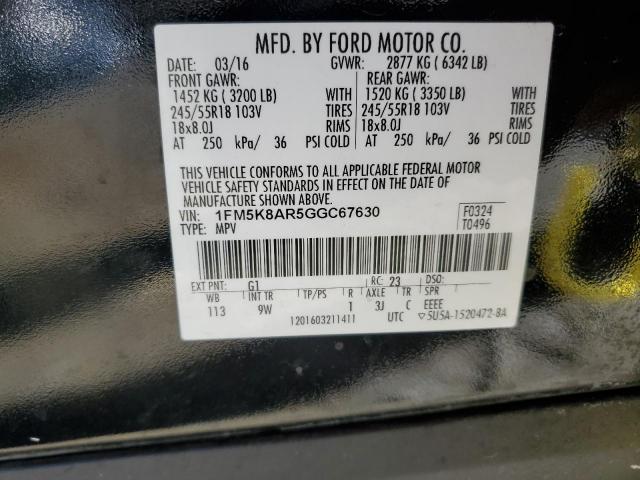 MFD. BY FORD MOTOR CO.
DATE: 03/16 GVWR: 2877 KG ( 6342 LB)
FRONT GAWR: REAR GAWR:
1452 KG ( 3200 LB) WITH 1520 KG ( 3350 LB) WITH
245/55R18 103V TIRES 245/55R18 103V TIRES
18x8.0J RIMS 18x8.0J RIMS
AT 250 kPa/ 36 PSI COLD AT 250 kPa/ 36 PSI COLD
THIS VEHICLE CONFORMS TO ALL APPLICABLE FEDERAL MOTOR
VEHICLE SAFETY STANDARDS IN EFFECT ON THE DATE OF
MANUFACTURE SHOWN ABOVE.
VIN: 1FM5K8AR5GGC67630 F0324
TYPE: MPV T0496
EXT PNT: G1 RC: 23 DSO:
WB INT TR TP/PS R AXLE TR SPR
113 9W 1 3J C EEEE
1201603211411 UTC ▽5U5A-1520472-BA